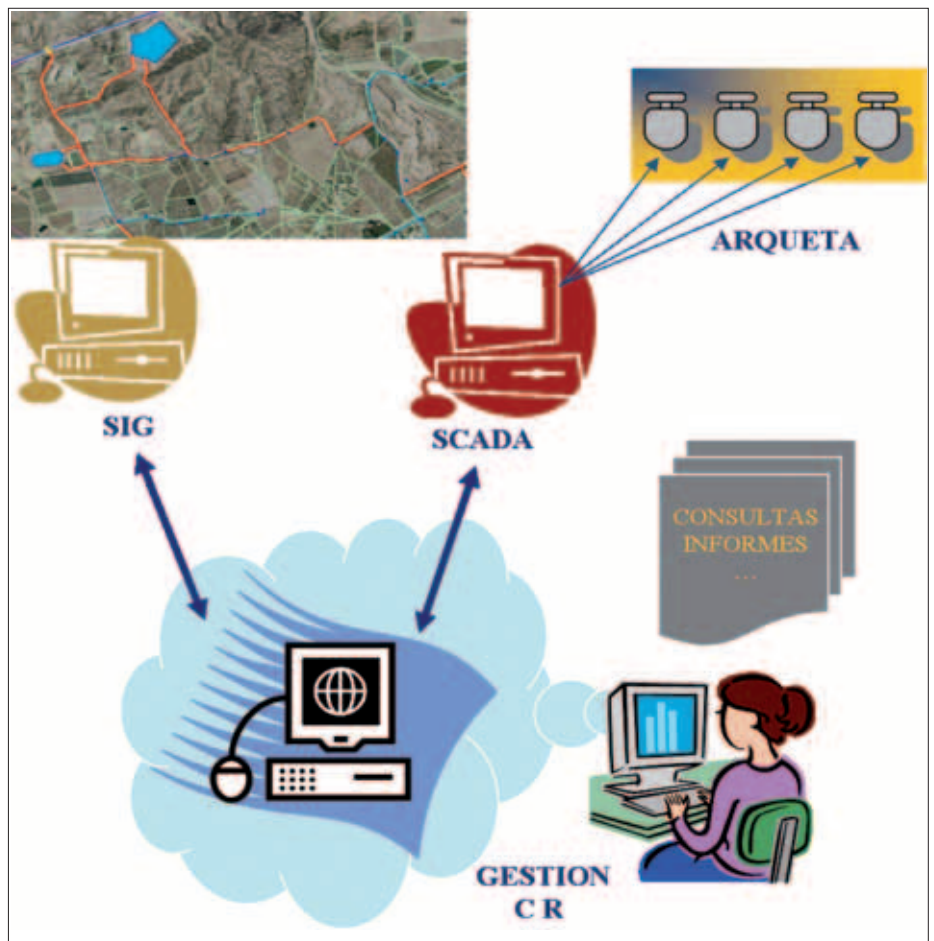 ARQUETA
SIG
SCADA
CONSULTAS
INFORMES
...
GESTION
C R